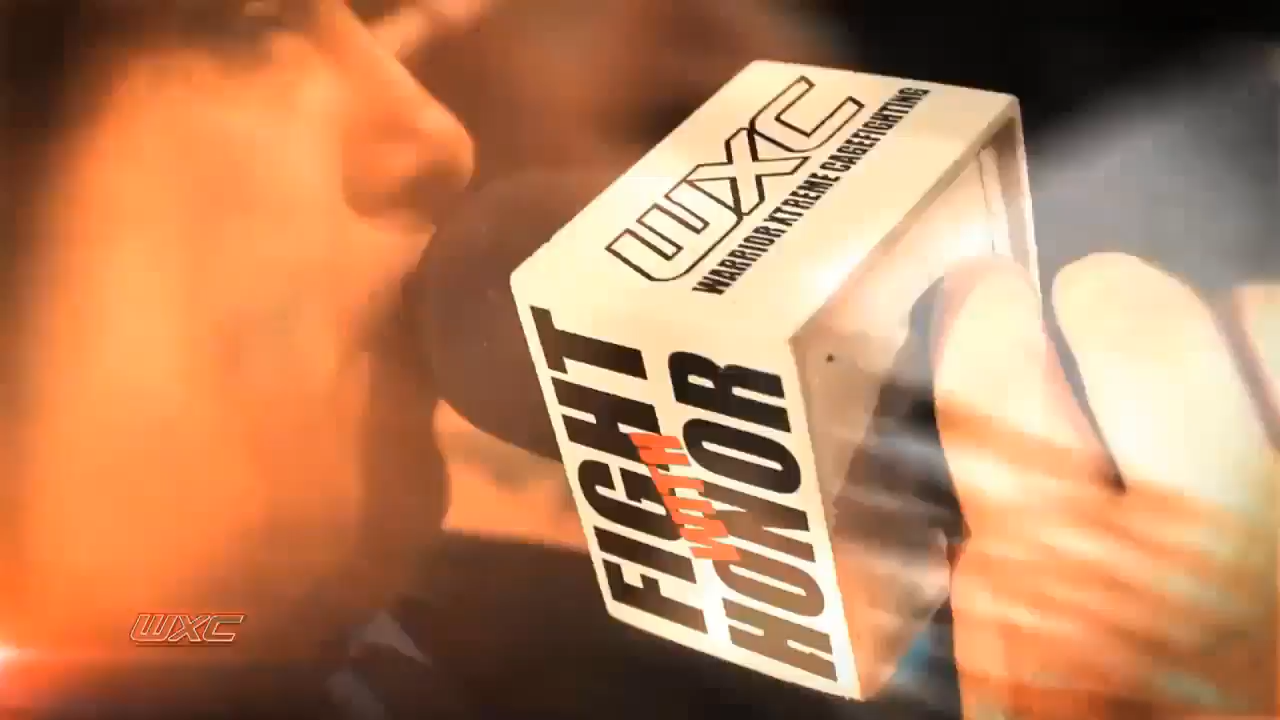 WXC
WARRIOR XTREME CAGEFIGHTING
FIGHT
WITH
HONOR
WXC